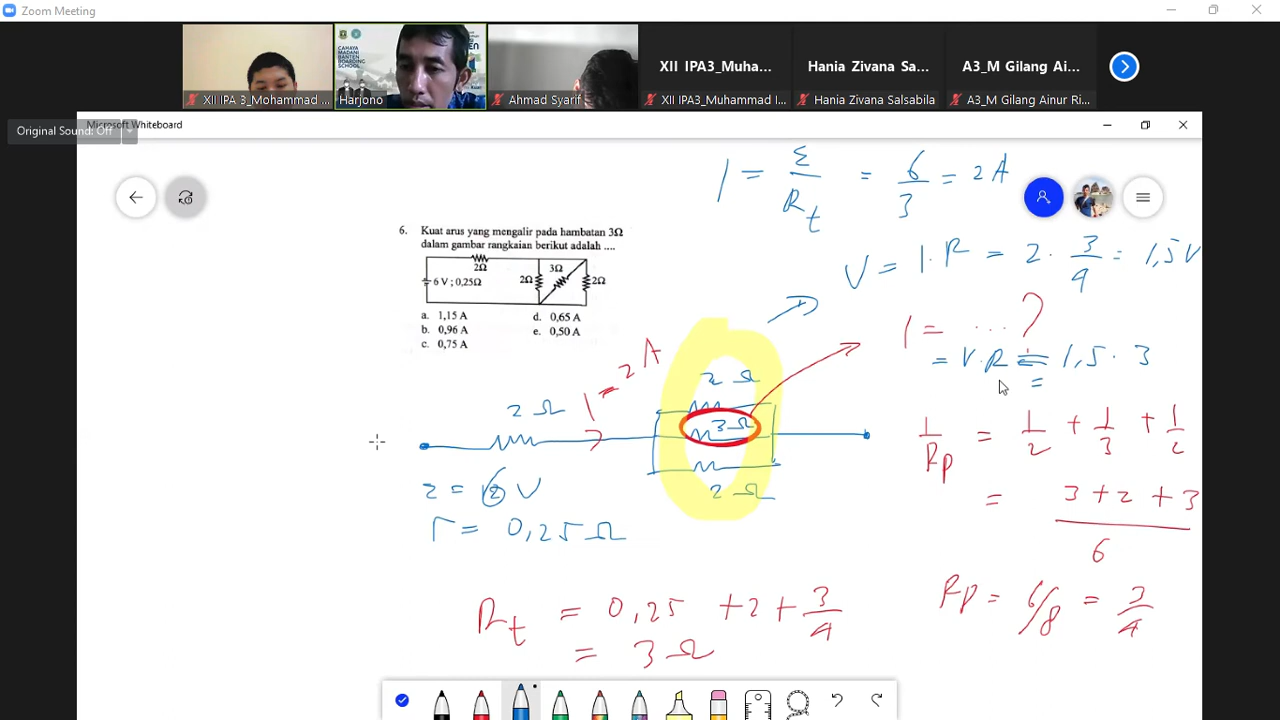 Zoom Meeting
CAHAYA
MADANI
BANTEN
BOARDING
SCHOOL
XII IPA 3_Mohammad ...
Harjono
Ahmad Syarif
XII IPA3_Muha...
XII IPA3_Muhammad I...
Hania Zivana Sa...
Hania Zivana Salsabila
A3_M Gilang Ai...
A3_M Gilang Ainur Ri...
Original Sound: Off
Microsoft Whiteboard
I = ε/Rt = 6/3 = 2 A
V = I . R = 2 . 3/4 = 1,5 V
6. Kuat arus yang mengalir pada hambatan 3Ω
dalam gambar rangkaian berikut adalah ....
2Ω
3Ω
6 V ; 0,25Ω
2Ω
2Ω
a. 1,15 A
d. 0,65 A
b. 0,96 A
e. 0,50 A
c. 0,75 A
I = ... ?
= V.R = 1,5 . 3
=
I = 2 A
2 Ω
2 Ω
3 Ω
2 Ω
1/Rp = 1/2 + 1/3 + 1/2
= 3 + 2 + 3 / 6
Rp = 6/8 = 3/4
r = 0,25 Ω
Rt = 0,25 + 2 + 3/4
= 3 Ω